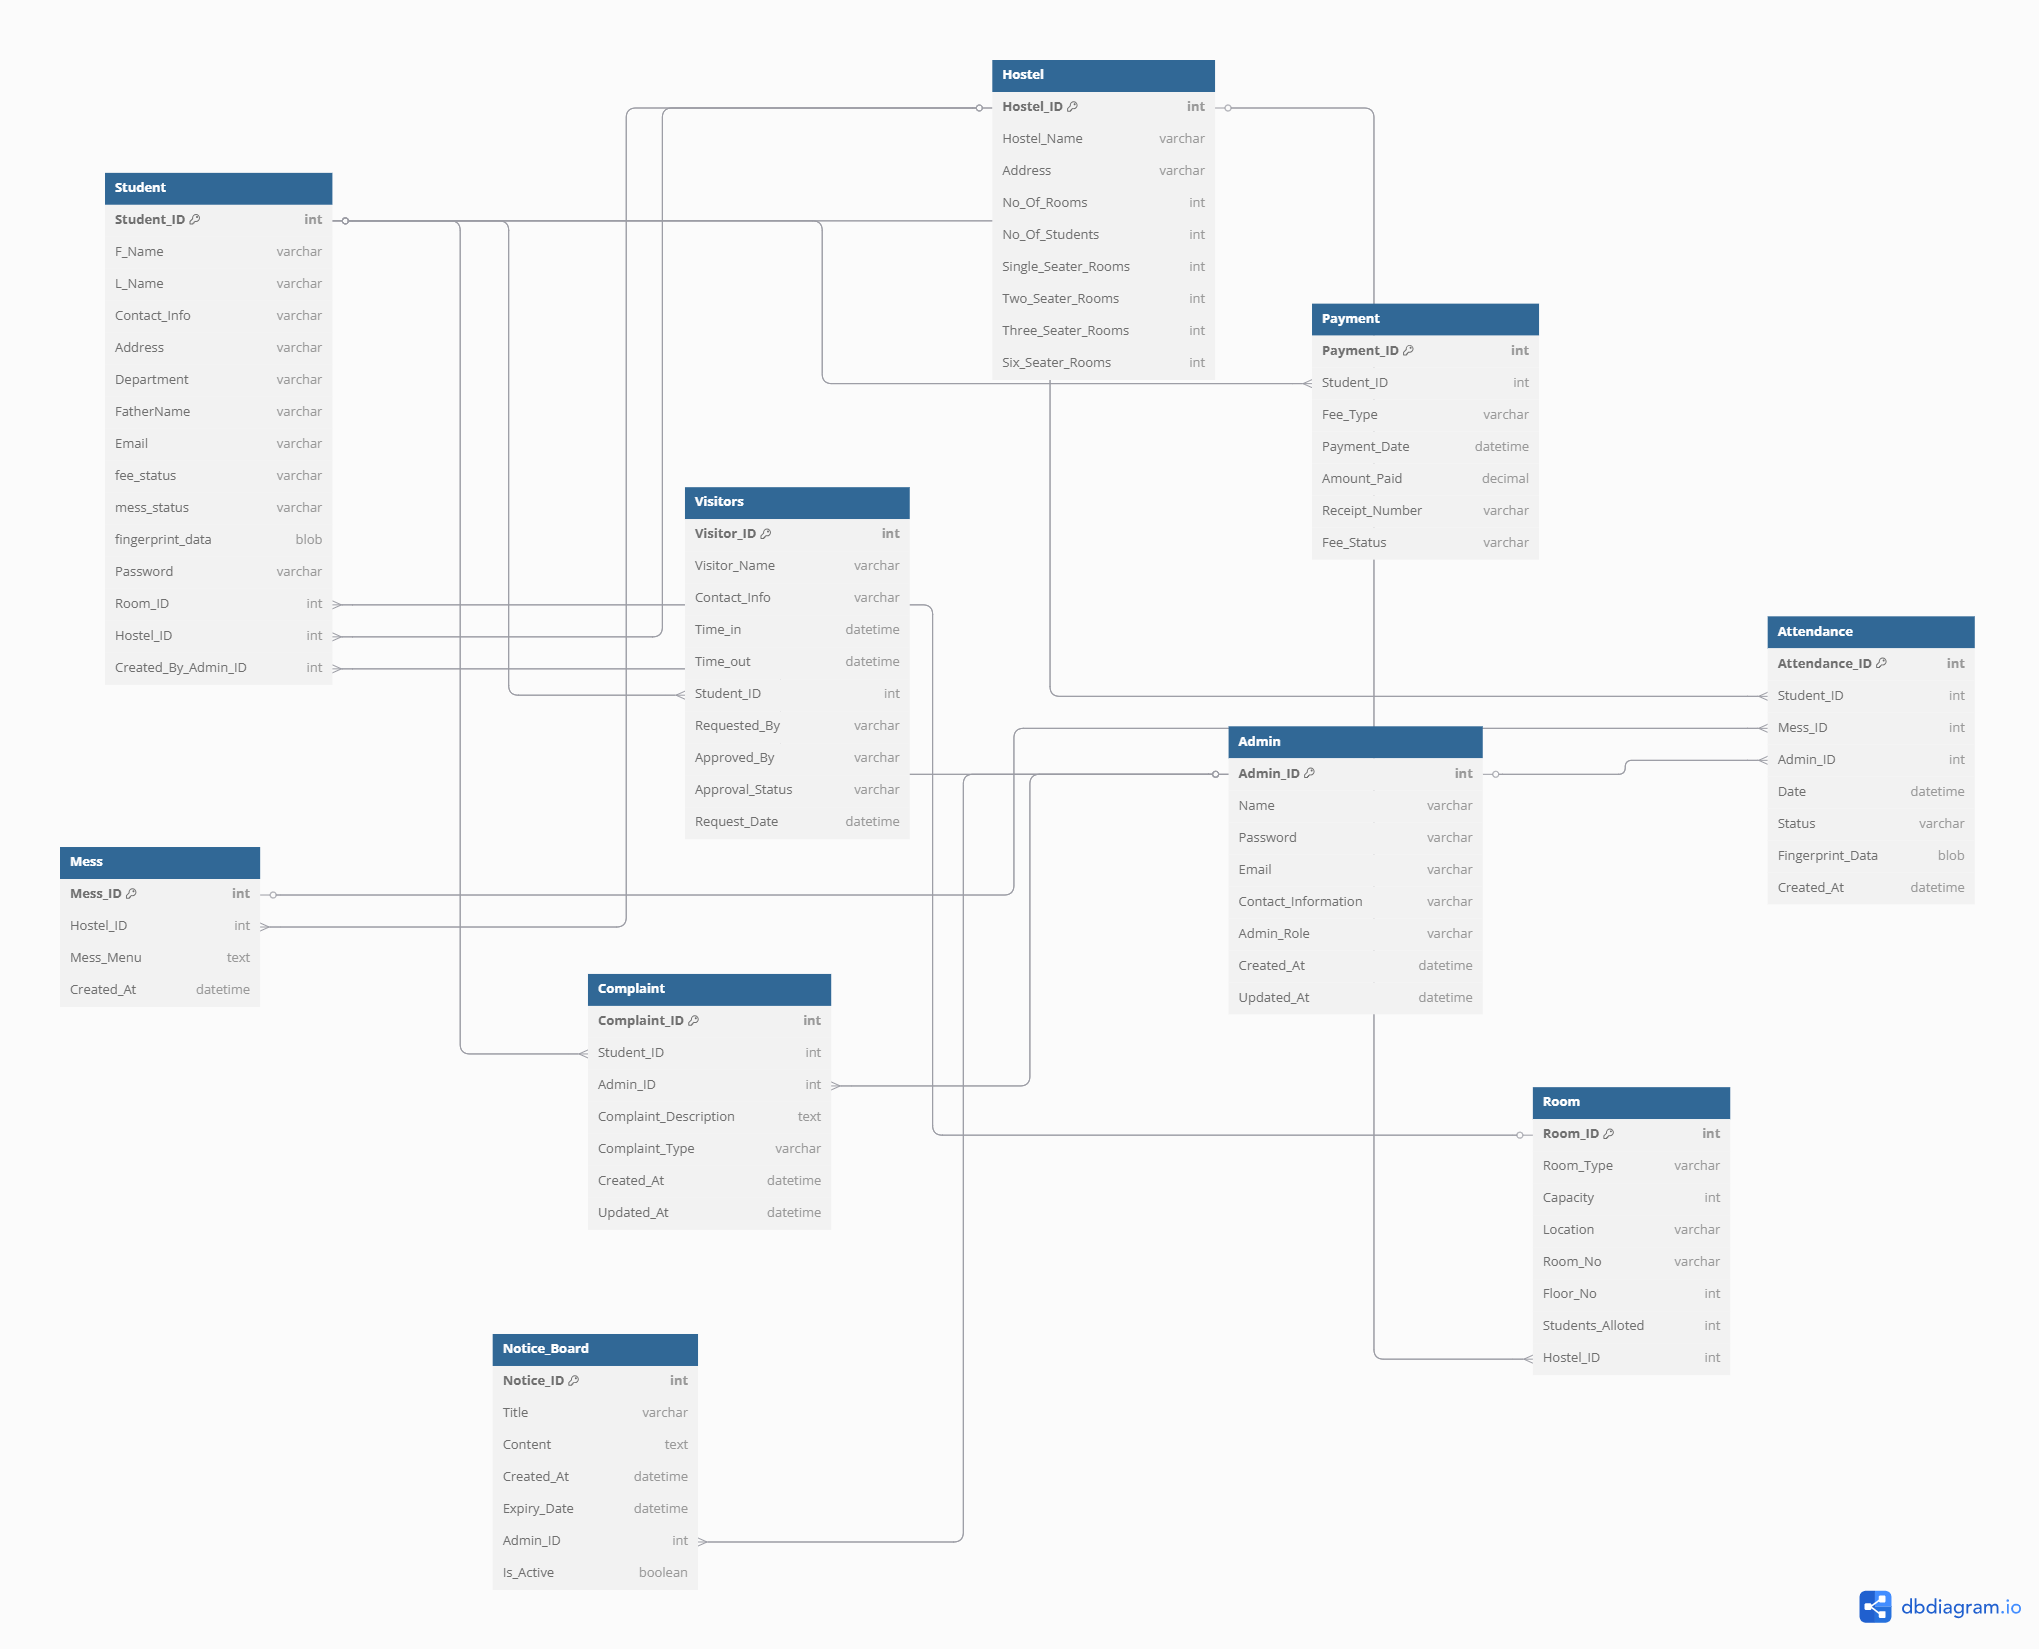 Hostel
Hostel_ID int
Hostel_Name varchar
Address varchar
No_Of_Rooms int
No_Of_Students int
Single_Seater_Rooms int
Two_Seater_Rooms int
Three_Seater_Rooms int
Six_Seater_Rooms int
Student
Student_ID int
F_Name varchar
L_Name varchar
Contact_Info varchar
Address varchar
Department varchar
FatherName varchar
Email varchar
fee_status varchar
mess_status varchar
fingerprint_data blob
Password varchar
Room_ID int
Hostel_ID int
Created_By_Admin_ID int
Payment
Payment_ID int
Student_ID int
Fee_Type varchar
Payment_Date datetime
Amount_Paid decimal
Receipt_Number varchar
Fee_Status varchar
Visitors
Visitor_ID int
Visitor_Name varchar
Contact_Info varchar
Time_in datetime
Time_out datetime
Student_ID int
Requested_By varchar
Approved_By varchar
Approval_Status varchar
Request_Date datetime
Attendance
Attendance_ID int
Student_ID int
Mess_ID int
Admin_ID int
Date datetime
Status varchar
Fingerprint_Data blob
Created_At datetime
Admin
Admin_ID int
Name varchar
Password varchar
Email varchar
Contact_Information varchar
Admin_Role varchar
Created_At datetime
Updated_At datetime
Mess
Mess_ID int
Hostel_ID int
Mess_Menu text
Created_At datetime
Complaint
Complaint_ID int
Student_ID int
Admin_ID int
Complaint_Description text
Complaint_Type varchar
Created_At datetime
Updated_At datetime
Room
Room_ID int
Room_Type varchar
Capacity int
Location varchar
Room_No varchar
Floor_No int
Students_Alloted int
Hostel_ID int
Notice_Board
Notice_ID int
Title varchar
Content text
Created_At datetime
Expiry_Date datetime
Admin_ID int
Is_Active boolean
dbdiagram.io